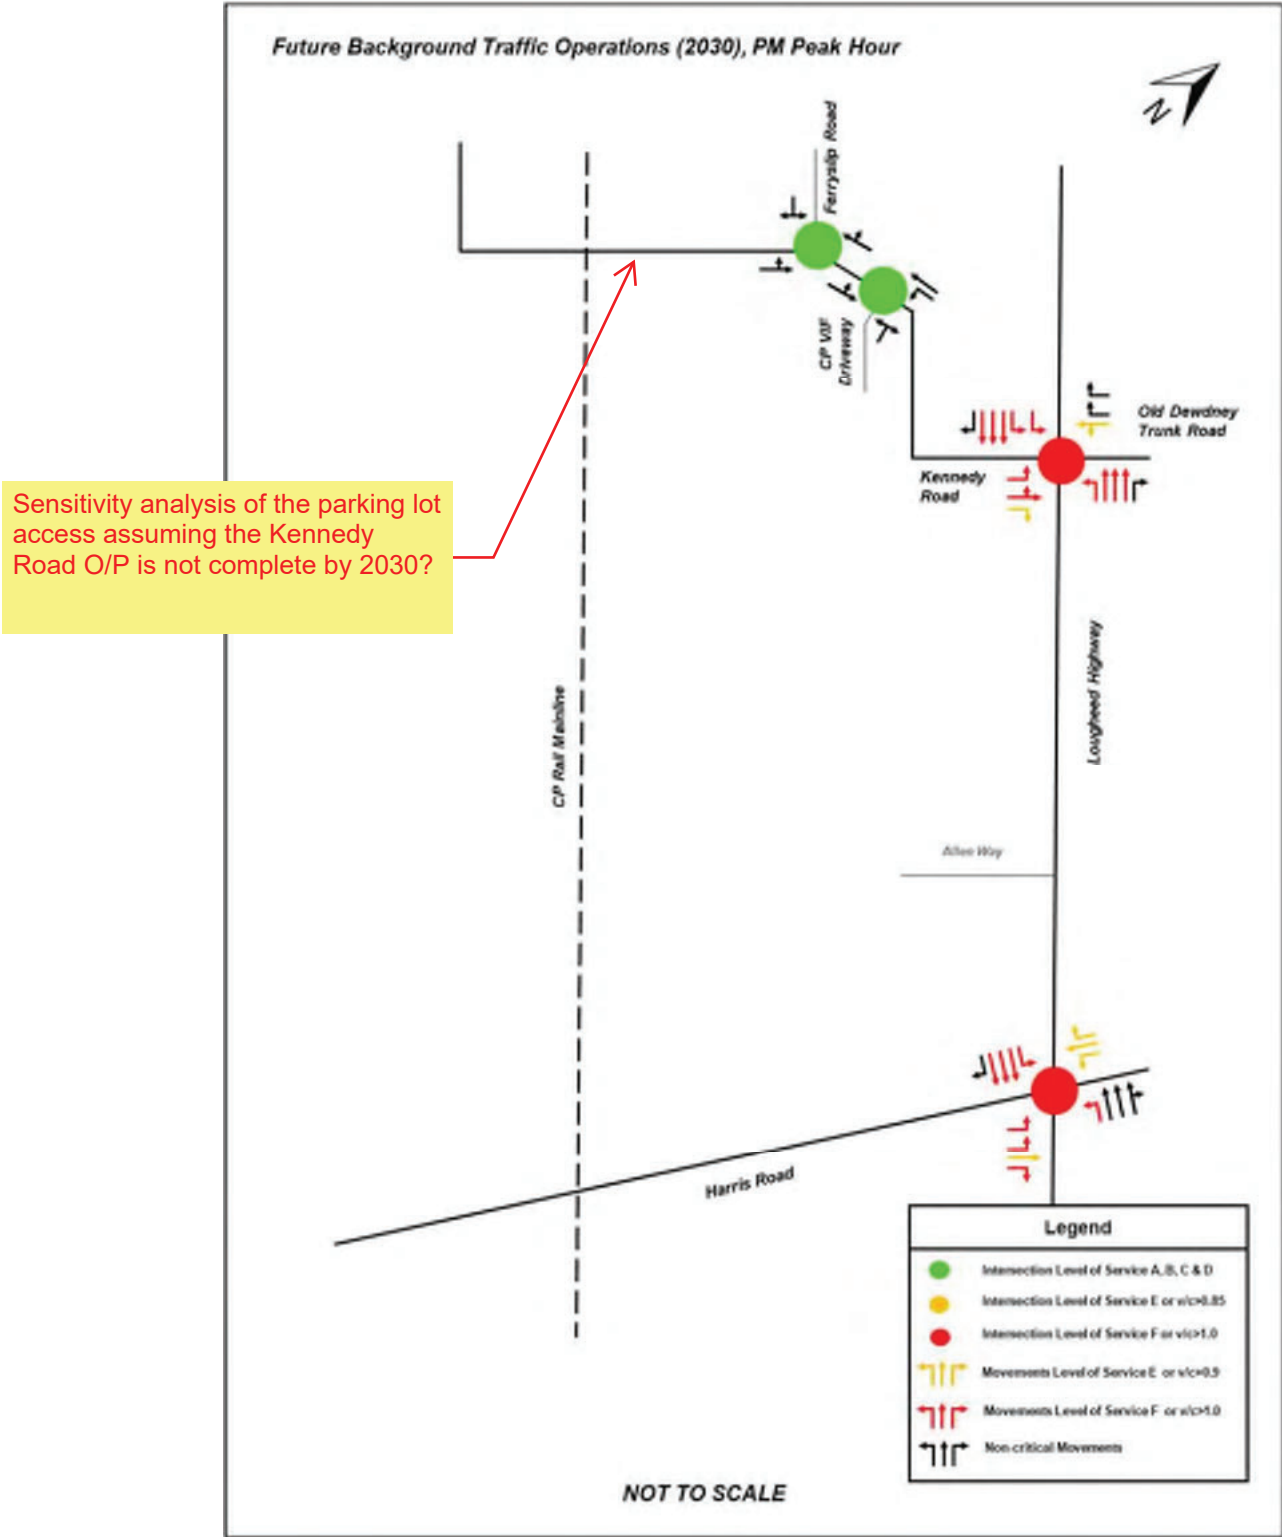 Future Background Traffic Operations (2030), PM Peak Hour
N
Ferryslip Road
CP VIF
Driveway
Old Dewdney
Trunk Road
Kennedy
Road
Sensitivity analysis of the parking lot
access assuming the Kennedy
Road O/P is not complete by 2030?
Lougheed Highway
CP Rail Mainline
Allen Way
Harris Road
Legend
Intersection Level of Service A, B, C & D
Intersection Level of Service E or v/c>0.85
Intersection Level of Service F or v/c>1.0
Movements Level of Service E or v/c>0.9
Movements Level of Service F or v/c>1.0
Non-critical Movements
NOT TO SCALE